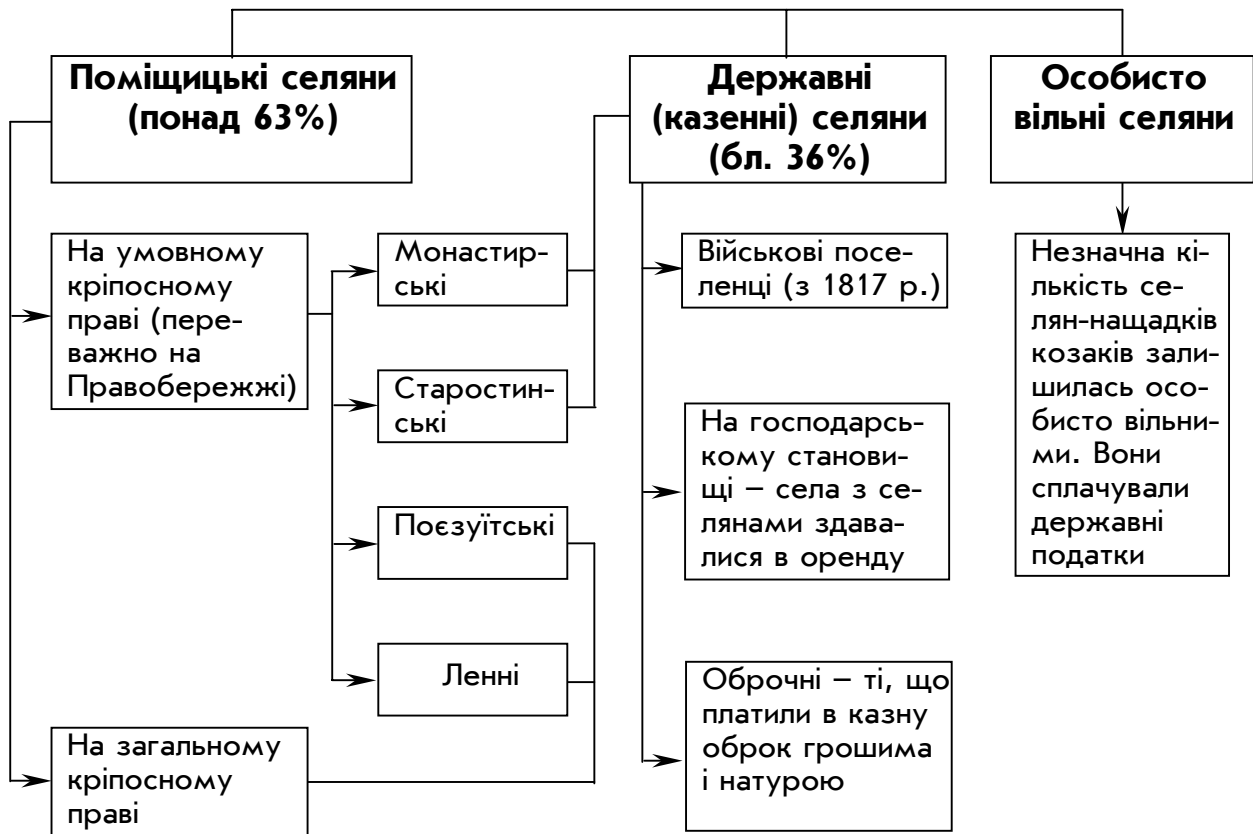 Поміщицькі селяни
(понад 63%)
Державні
(казенні) селяни
(бл. 36%)
Особисто
вільні селяни
На умовному
кріпосному
праві (пере-
важно на
Правобережжі)
Монастир-
ські
Старостин-
ські
Поєзуїтські
Ленні
На загальному
кріпосному
праві
Військові посе-
ленці (з 1817 р.)
На господарсь-
кому станови-
щі – села з се-
лянами здава-
лися в оренду
Оброчні – ті, що
платили в казну
оброк грошима
і натурою
Незначна кі-
лькість се-
лян-нащадків
козаків зали-
шилась осо-
бисто вільни-
ми. Вони
сплачували
державні
податки